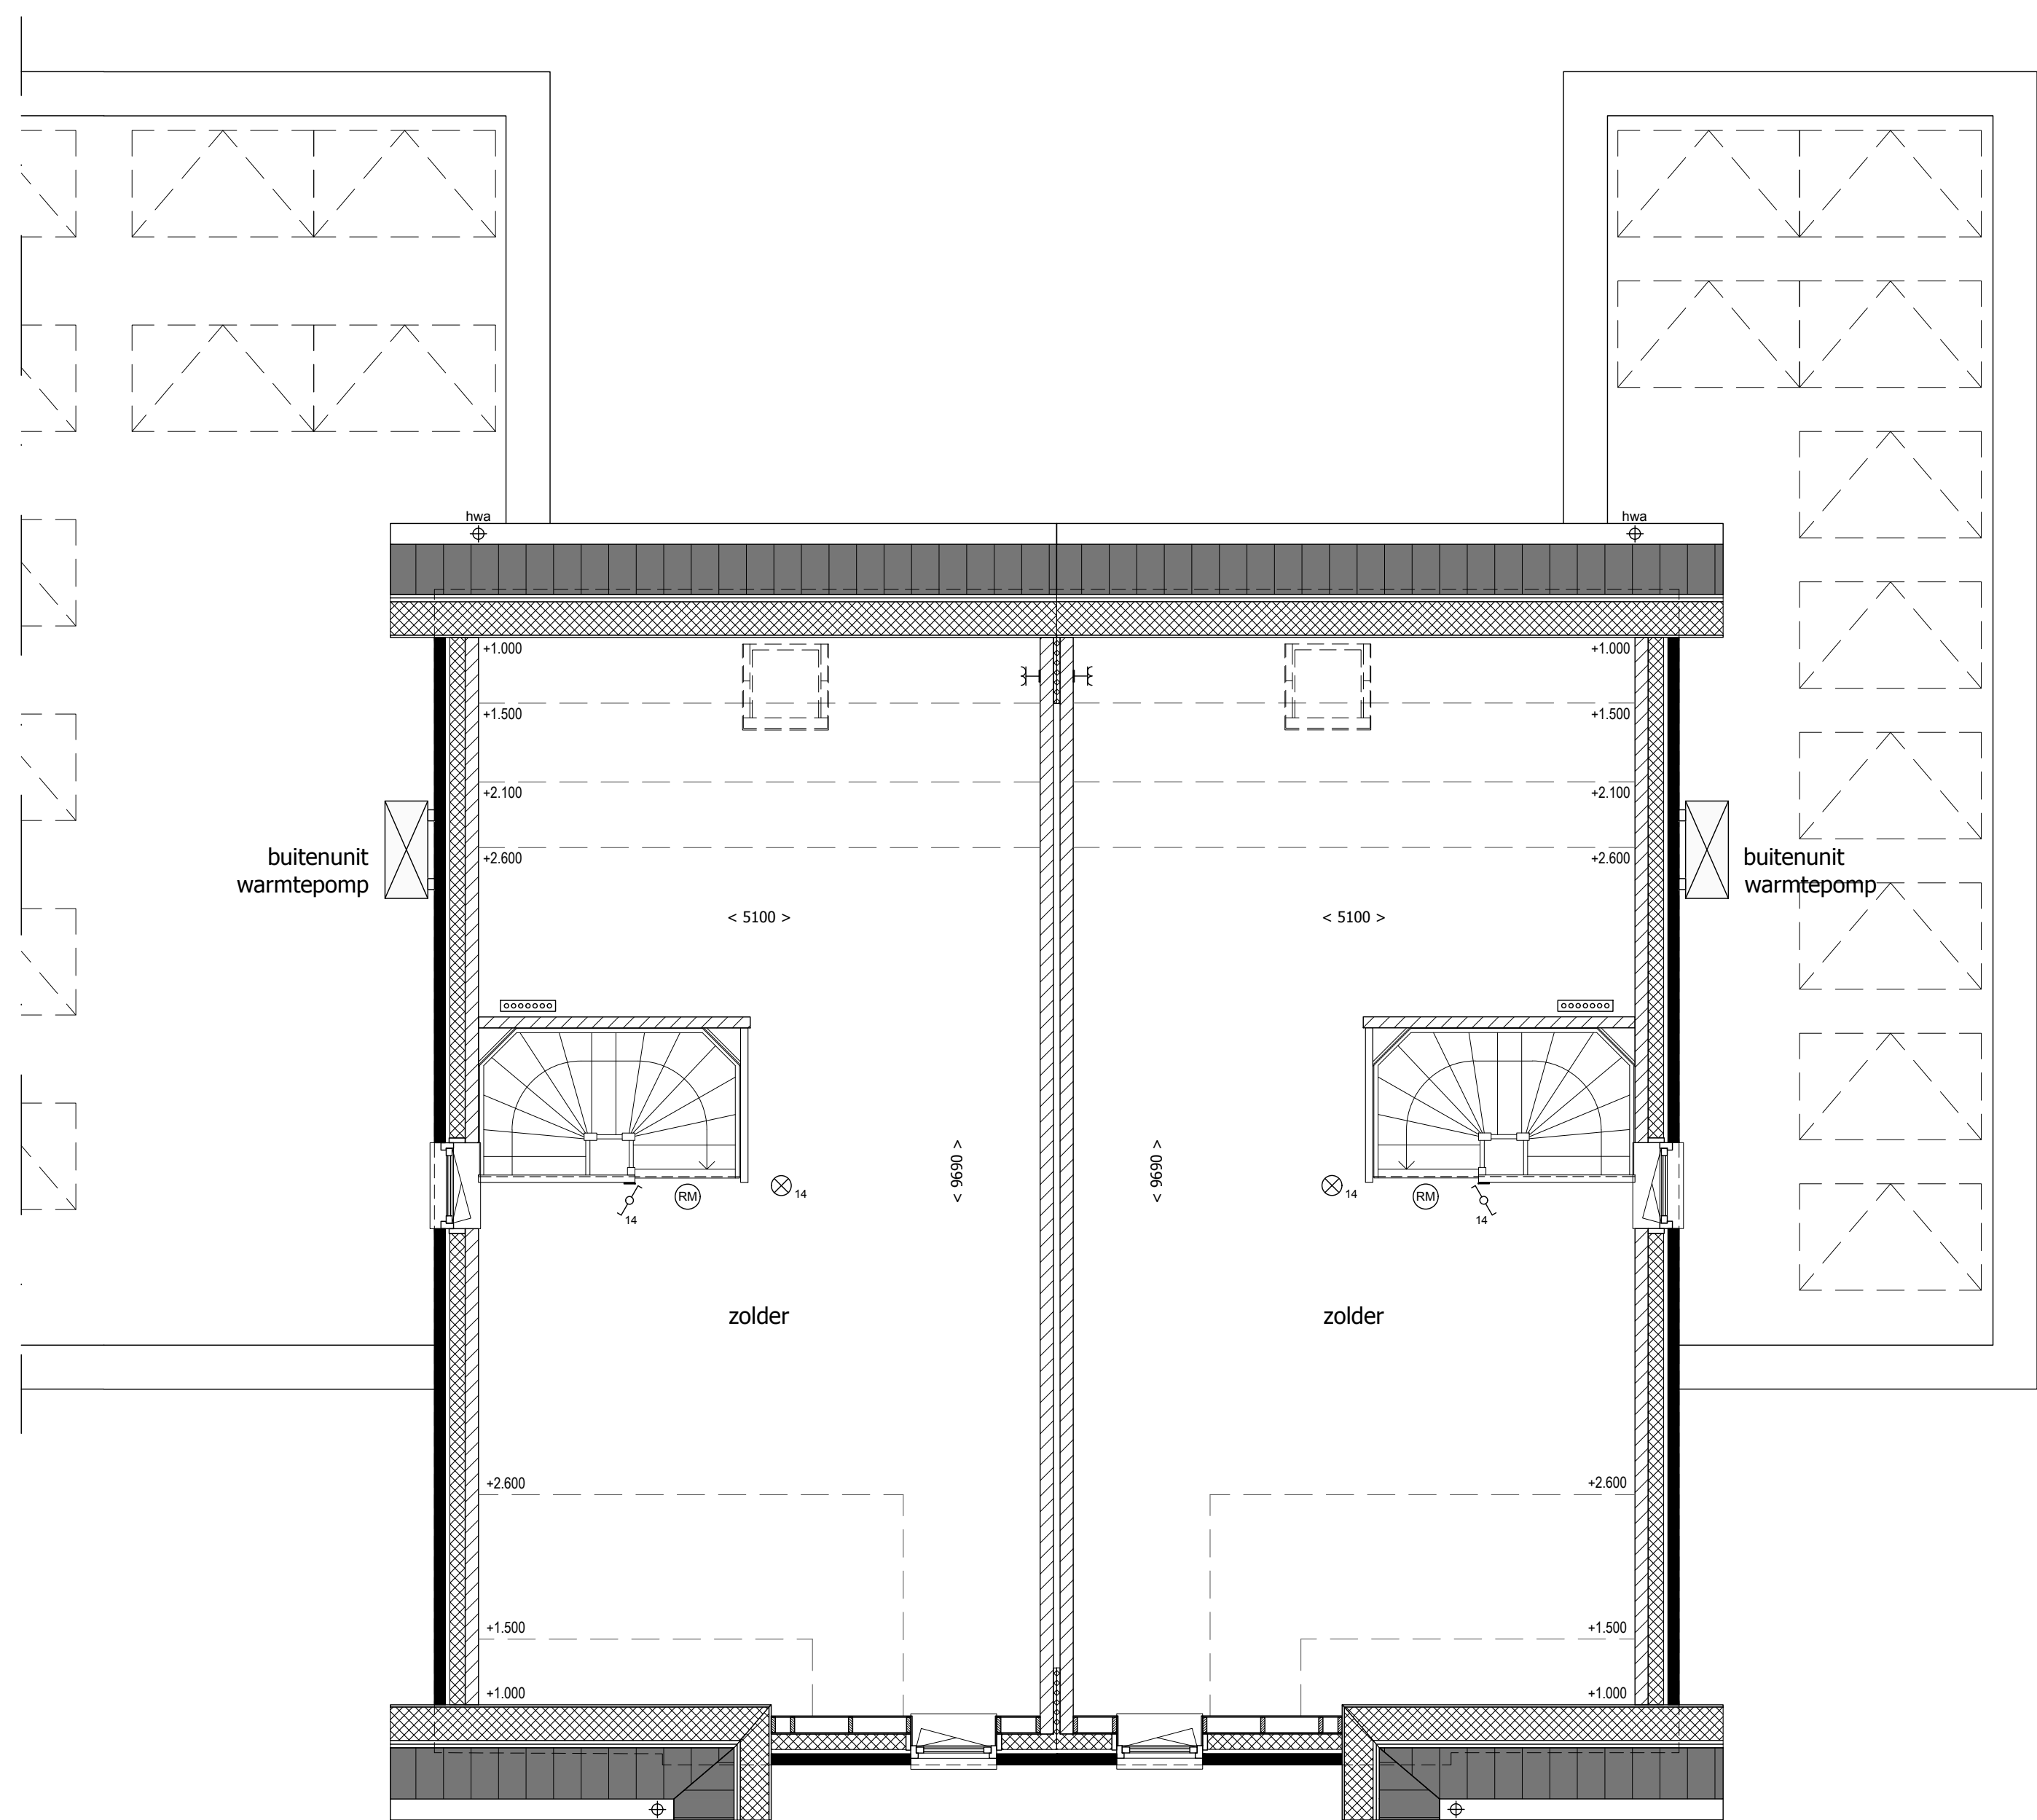 hwa
hwa
+1.000
+1.000
+1.500
+1.500
+2.100
+2.100
buitenunit
warmtepomp
+2.600
+2.600
buitenunit
warmtepomp
< 5100 >
< 5100 >
< 9690 >
< 9690 >
RM
14
14
14
RM
14
zolder
zolder
+2.600
+2.600
+1.500
+1.500
+1.000
+1.000